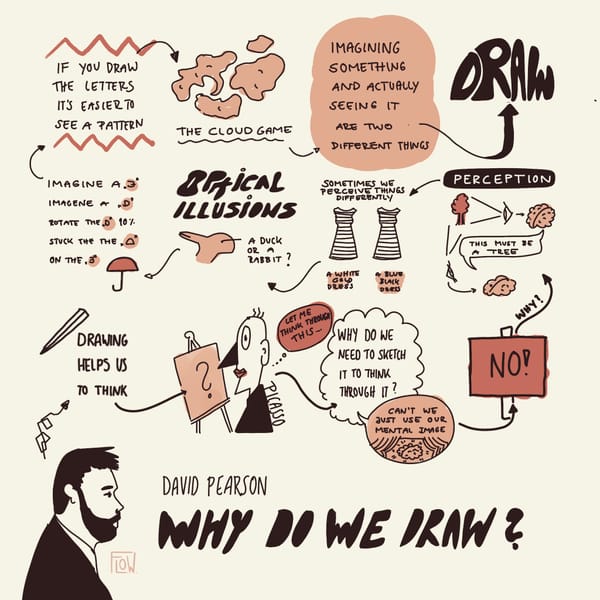 IF YOU DRAW
THE LETTERS
IT'S EASIER TO
SEE A PATTERN
THE CLOUD GAME
IMAGINING
SOMETHING
AND ACTUALLY
SEEING IT
ARE TWO
DIFFERENT THINGS
DRAW
IMAGINE A
IMAGENE A "D"
ROTATE THE "D"
STUCK THE THE
ON THE
OPTICAL
ILLUSIONS
A DUCK
OR A
RABBIT?
SOMETIMES WE
PERCEIVE THINGS
DIFFERENTLY
A WHITE
GOLD
DRESS
A BLUE
BLACK
DRESS
PERCEPTION
THIS MUST BE
A TREE
WHY?
NO!
DRAWING
HELPS US
TO THINK
?
PICASSO
LET ME
THINK THROUGH
THIS~
WHY DO WE
NEED TO SKETCH
IT TO THINK
THROUGH IT?
CAN'T WE
JUST USE OUR
MENTAL IMAGE
DAVID PEARSON
WHY DO WE DRAW?
FLOW